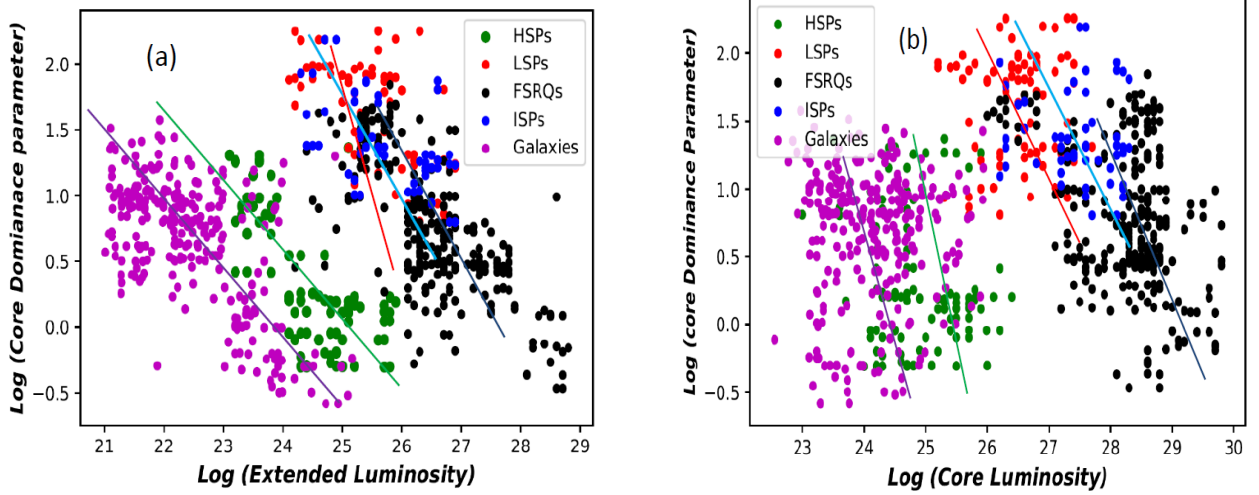 (a)
HSPs
LSPs
FSRQs
ISPs
Galaxies
Log (Core Domianance parameter)
2.0
1.5
1.0
0.5
0.0
−0.5
21 22 23 24 25 26 27 28 29
Log (Extended Luminosity)
(b)
HSPs
LSPs
FSRQs
ISPs
Galaxies
Log (core Dominance Parameter)
2.0
1.5
1.0
0.5
0.0
−0.5
23 24 25 26 27 28 29 30
Log (Core Luminosity)